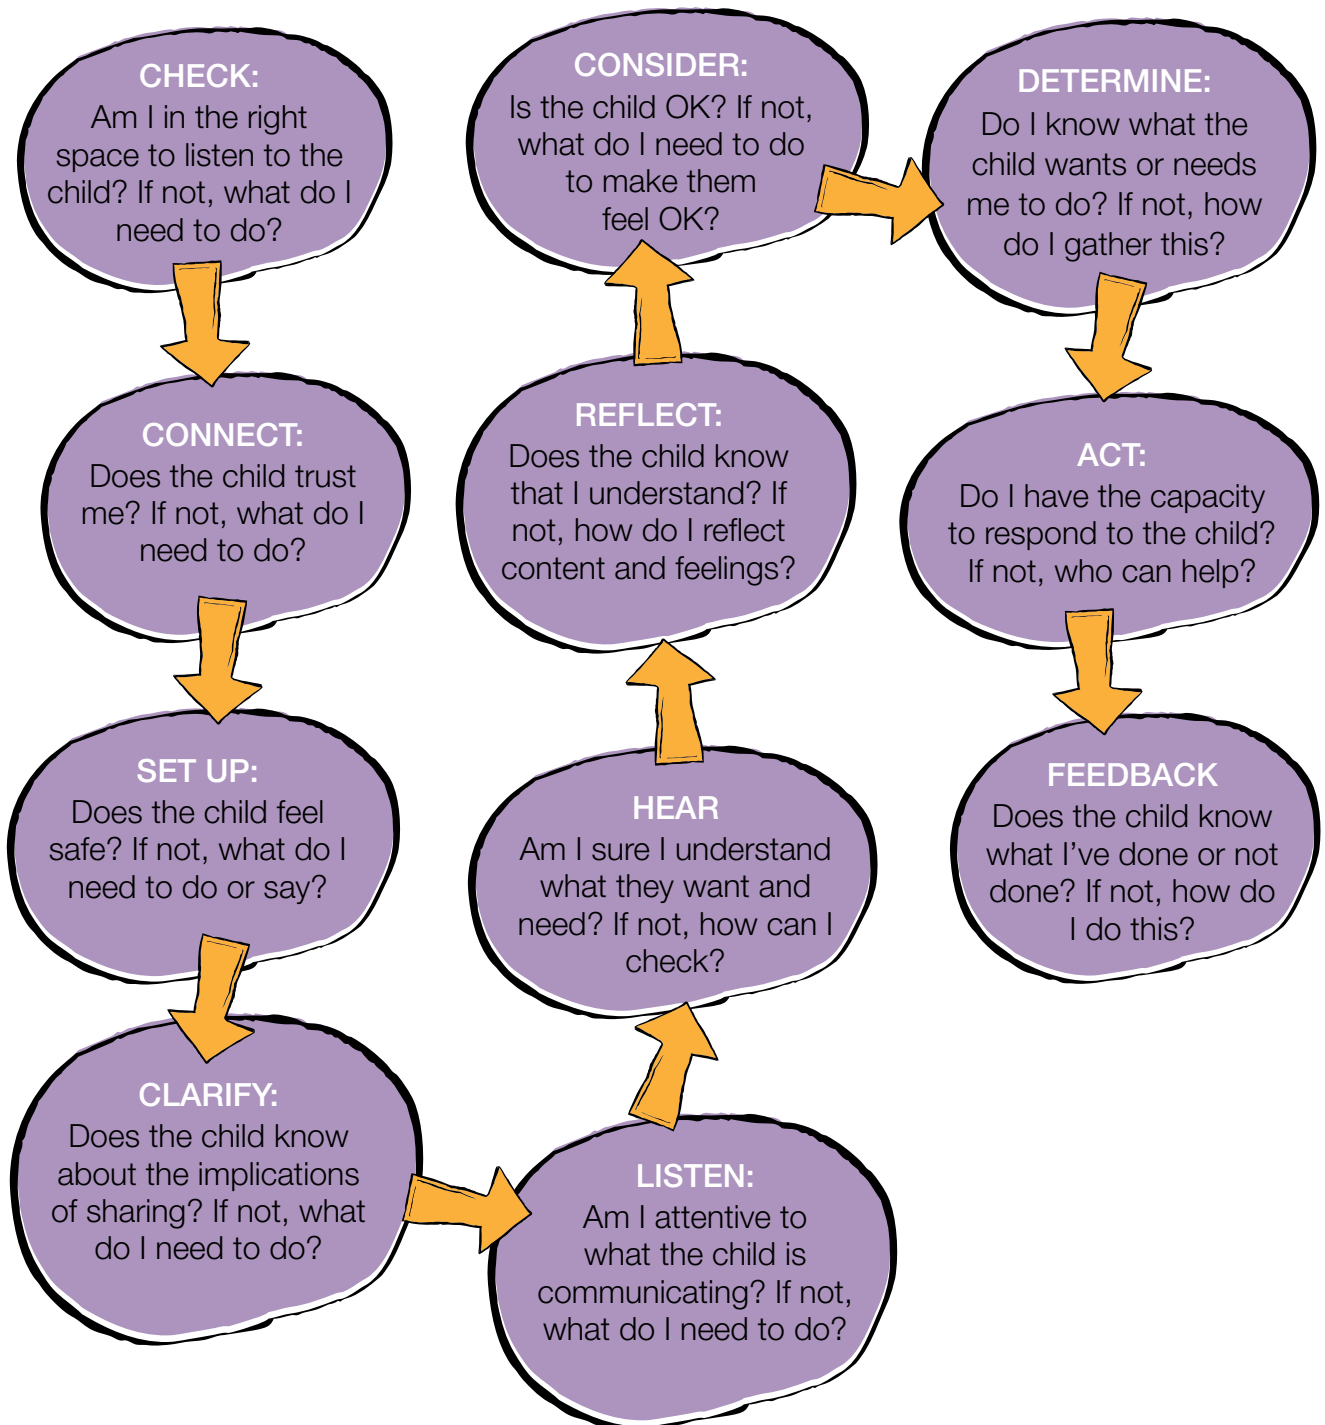 CHECK:
Am I in the right
space to listen to the
child? If not, what do I
need to do?
CONNECT:
Does the child trust
me? If not, what do I
need to do?
SET UP:
Does the child feel
safe? If not, what do I
need to do or say?
CLARIFY:
Does the child know
about the implications
of sharing? If not, what
do I need to do?
LISTEN:
Am I attentive to
what the child is
communicating? If not,
what do I need to do?
HEAR
Am I sure I understand
what they want and
need? If not, how can I
check?
REFLECT:
Does the child know
that I understand? If
not, how do I reflect
content and feelings?
CONSIDER:
Is the child OK? If not,
what do I need to do
to make them
feel OK?
DETERMINE:
Do I know what the
child wants or needs
me to do? If not, how
do I gather this?
ACT:
Do I have the capacity
to respond to the child?
If not, who can help?
FEEDBACK
Does the child know
what I've done or not
done? If not, how do
I do this?